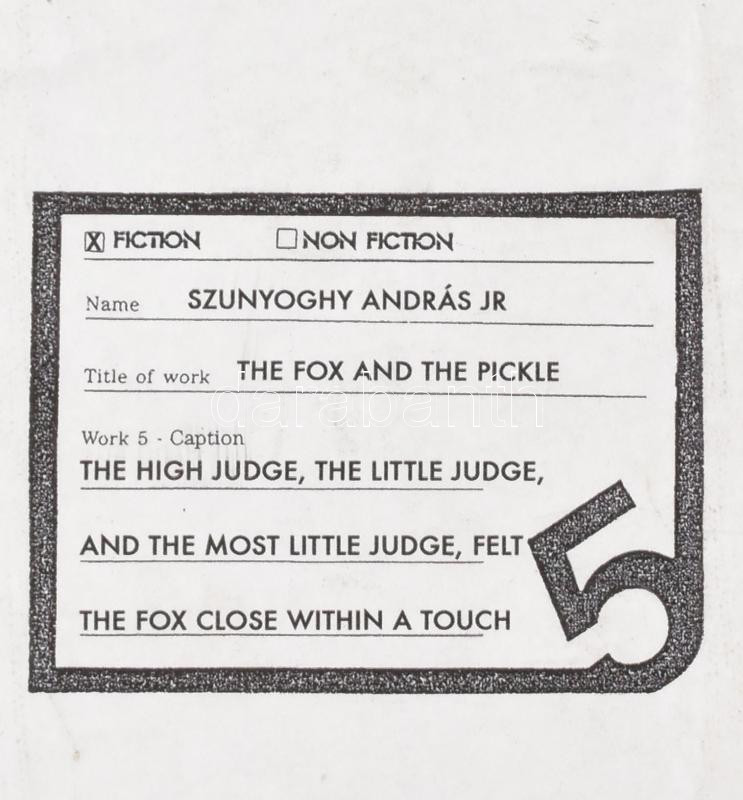 X FICTION NON FICTION
Name SZUNYOGHY ANDRÁS JR
Title of work THE FOX AND THE PICKLE
darabanth
Work 5 - Caption
THE HIGH JUDGE, THE LITTLE JUDGE,
AND THE MOST LITTLE JUDGE, FELT
THE FOX CLOSE WITHIN A TOUCH
5